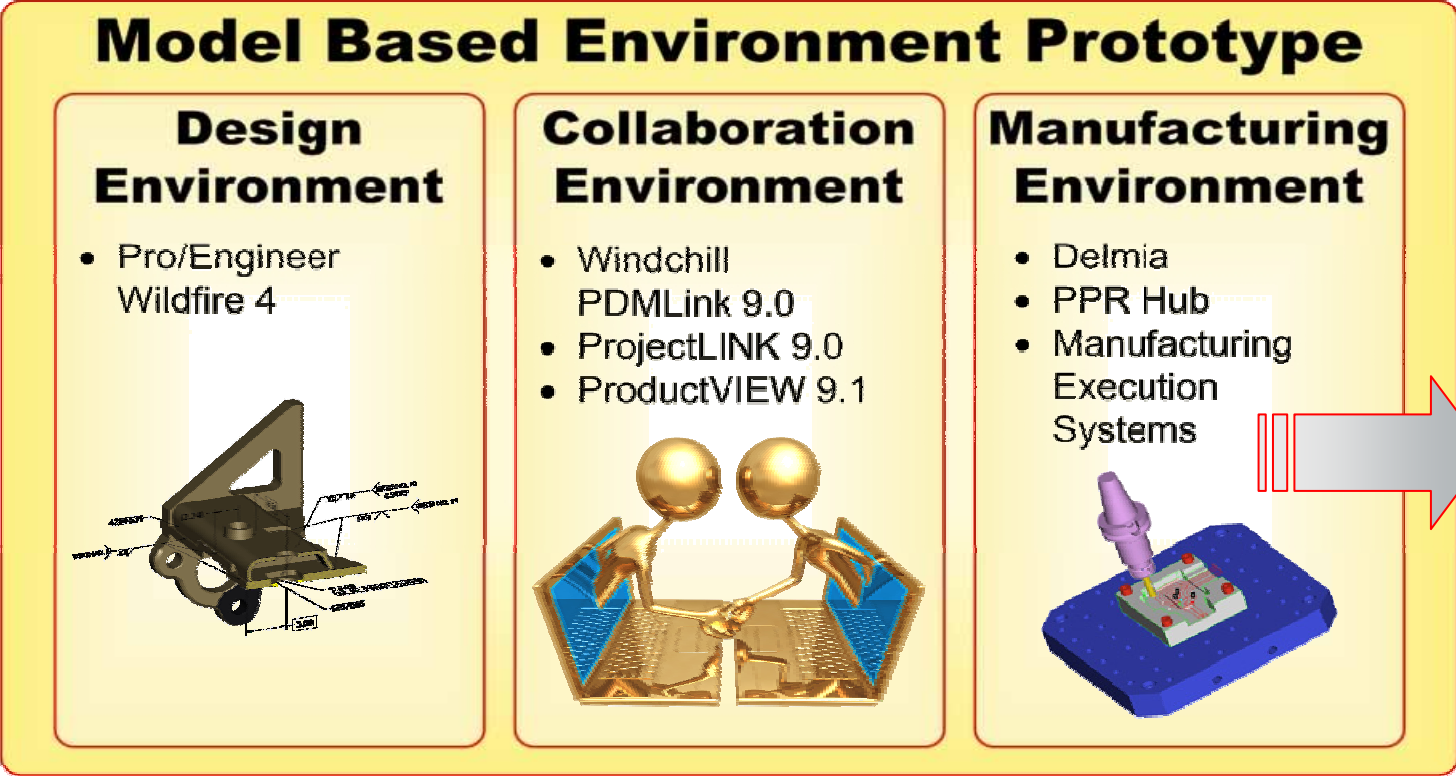 Model Based Environment Prototype
Design
Environment
• Pro/Engineer
Wildfire 4
Collaboration
Environment
• Windchill
PDMLink 9.0
• ProjectLINK 9.0
• ProductVIEW 9.1
Manufacturing
Environment
• Delmia
• PPR Hub
• Manufacturing
Execution
Systems